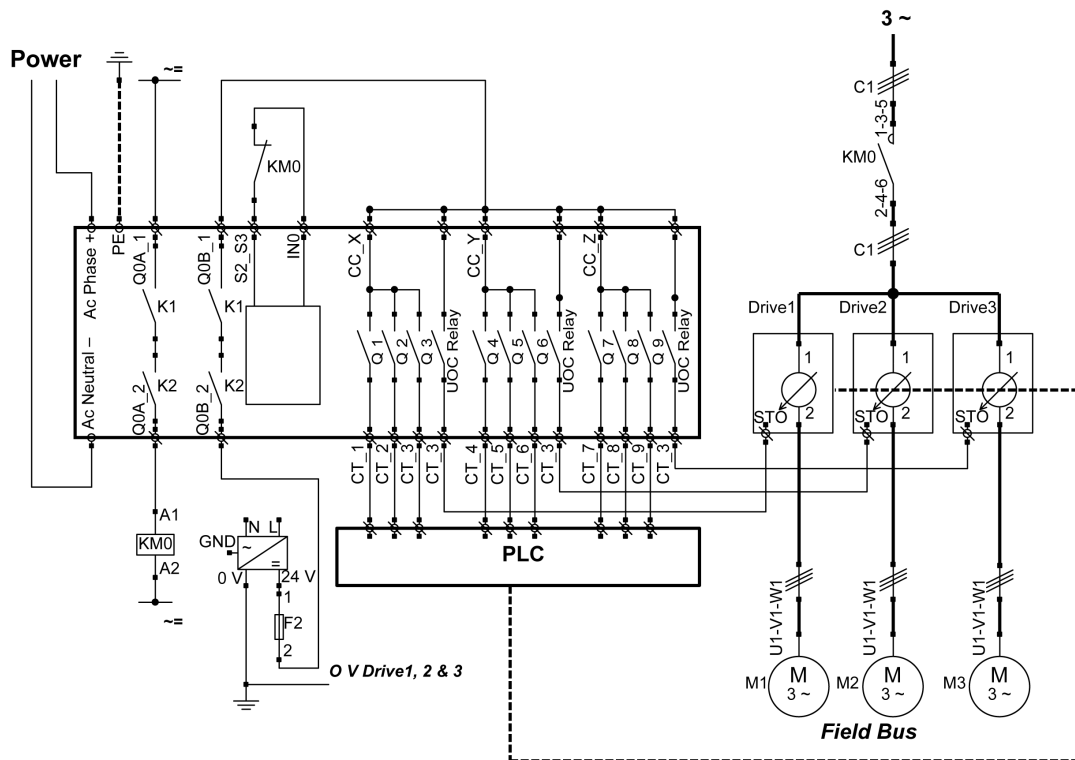 3 ~
Power
~=
C1
1-3-5
KM0
KM0
2-4-6
C1
Ac Neutral – Ac Phase +
PE
Q0A_1
Q0B_1
S2_S3
IN0
CC_X
CC_Y
CC_Z
K1
K1
K2
K2
Q0A_2
Q0B_2
Q 1
Q 2
Q 3
UOC Relay
Q 4
Q 5
Q 6
UOC Relay
Q 7
Q 8
Q 9
UOC Relay
Drive1
Drive2
Drive3
1
1
1
2
2
2
STO
STO
STO
CT_1
CT_2
CT_3
CT_3
CT_4
CT_5
CT_6
CT_3
CT_7
CT_8
CT_9
CT_3
A1
KM0
A2
~=
N L
GND
~
=
0 V
24 V
1
F2
2
PLC
O V Drive1, 2 & 3
U1-V1-W1
U1-V1-W1
U1-V1-W1
M1
M
3 ~
M2
M
3 ~
M3
M
3 ~
Field Bus